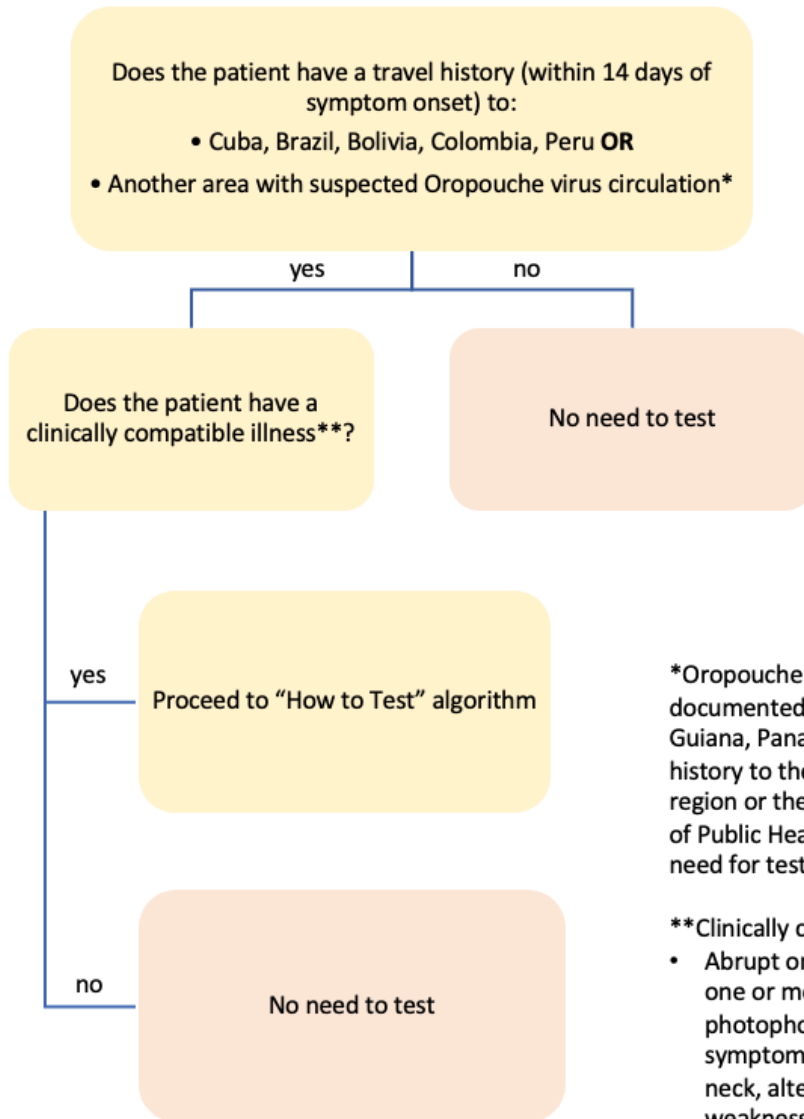 Does the patient have a travel history (within 14 days of
symptom onset) to:
• Cuba, Brazil, Bolivia, Colombia, Peru OR
• Another area with suspected Oropouche virus circulation*
yes
no
Does the patient have a
clinically compatible illness**?
No need to test
yes
Proceed to “How to Test” algorithm
no
No need to test
*Oropouche
documented
Guiana, Pana
history to the
region or the
of Public Hea
need for test
**Clinically c
• Abrupt or
one or mo
photopho
symptom
neck, alte
weakness